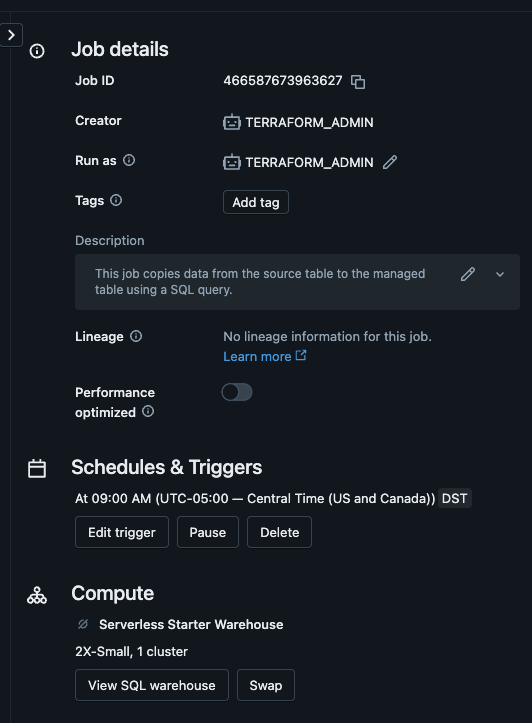 Job details
Job ID 466587673963627
Creator TERRAFORM_ADMIN
Run as TERRAFORM_ADMIN
Tags Add tag
Description
This job copies data from the source table to the managed
table using a SQL query.
Lineage No lineage information for this job.
Learn more
Performance
optimized
Schedules & Triggers
At 09:00 AM (UTC-05:00 — Central Time (US and Canada)) DST
Edit trigger Pause Delete
Compute
Serverless Starter Warehouse
2X-Small, 1 cluster
View SQL warehouse Swap